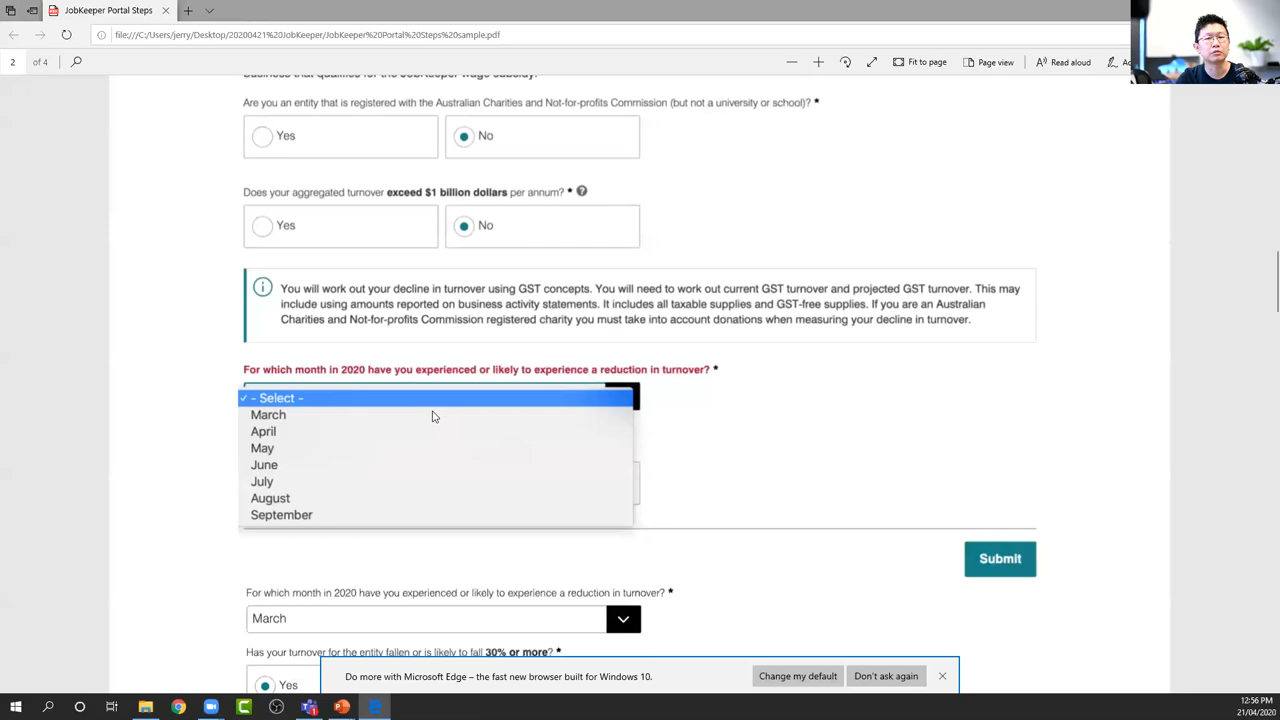 JobKeeper Portal Steps
file:///C:/Users/jerry/Desktop/20200421%20JobKeeper/JobKeeper%20Portal%20Steps%20sample.pdf
2 of 4
Fit to page
Page view
Read aloud
business that qualifies for the JobKeeper wage subsidy.
Are you an entity that is registered with the Australian Charities and Not-for-profits Commission (but not a university or school)? *
Yes
No
Does your aggregated turnover exceed $1 billion dollars per annum? * ?
Yes
No
You will work out your decline in turnover using GST concepts. You will need to work out current GST turnover and projected GST turnover. This may
include using amounts reported on business activity statements. It includes all taxable supplies and GST-free supplies. If you are an Australian
Charities and Not-for-profits Commission registered charity you must take into account donations when measuring your decline in turnover.
For which month in 2020 have you experienced or likely to experience a reduction in turnover? *
✓ - Select -
March
April
May
June
July
August
September
Submit
For which month in 2020 have you experienced or likely to experience a reduction in turnover? *
March
Has your turnover for the entity fallen or is likely to fall 30% or more? *
Yes
Do more with Microsoft Edge – the fast new browser built for Windows 10.
Change my default
Don't ask again
12:56 PM
21/04/2020